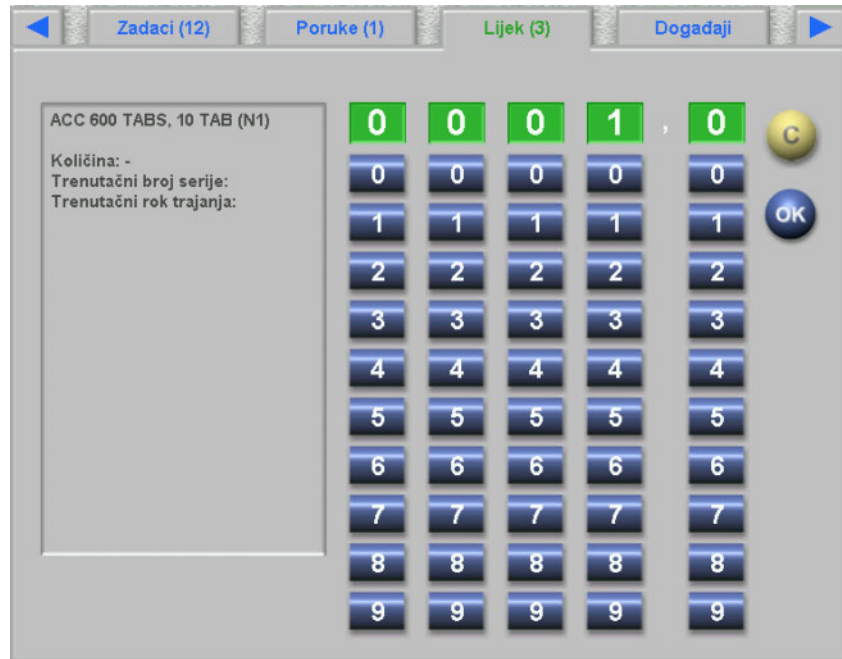 Zadaci (12) Poruke (1) Lijek (3) Događaji
ACC 600 TABS, 10 TAB (N1)
Količina: -
Trenutačni broj serije:
Trenutačni rok trajanja:
0 0 0 1 , 0
0 0 0 0 0
1 1 1 1 1
2 2 2 2 2
3 3 3 3 3
4 4 4 4 4
5 5 5 5 5
6 6 6 6 6
7 7 7 7 7
8 8 8 8 8
9 9 9 9 9
C
OK